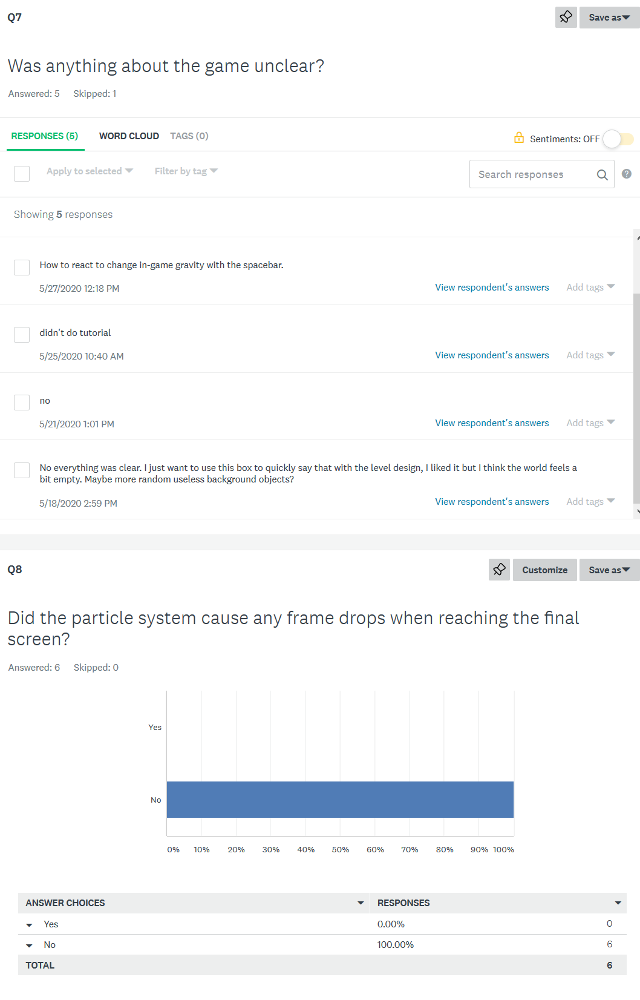 Q7
Save as
Was anything about the game unclear?
Answered: 5 Skipped: 1
RESPONSES (5) WORD CLOUD TAGS (0)
Sentiments: OFF
Apply to selected Filter by tag
Search responses
?
Showing 5 responses
How to react to change in-game gravity with the spacebar.
5/27/2020 12:18 PM
View respondent's answers Add tags
didn't do tutorial
5/25/2020 10:40 AM
View respondent's answers Add tags
no
5/21/2020 1:01 PM
View respondent's answers Add tags
No everything was clear. I just want to use this box to quickly say that with the level design, I liked it but I think the world feels a
bit empty. Maybe more random useless background objects?
5/18/2020 2:59 PM
View respondent's answers Add tags
Q8
Customize Save as
Did the particle system cause any frame drops when reaching the final
screen?
Answered: 6 Skipped: 0
Yes
No
0% 10% 20% 30% 40% 50% 60% 70% 80% 90% 100%
ANSWER CHOICES RESPONSES
Yes 0.00% 0
No 100.00% 6
TOTAL 6